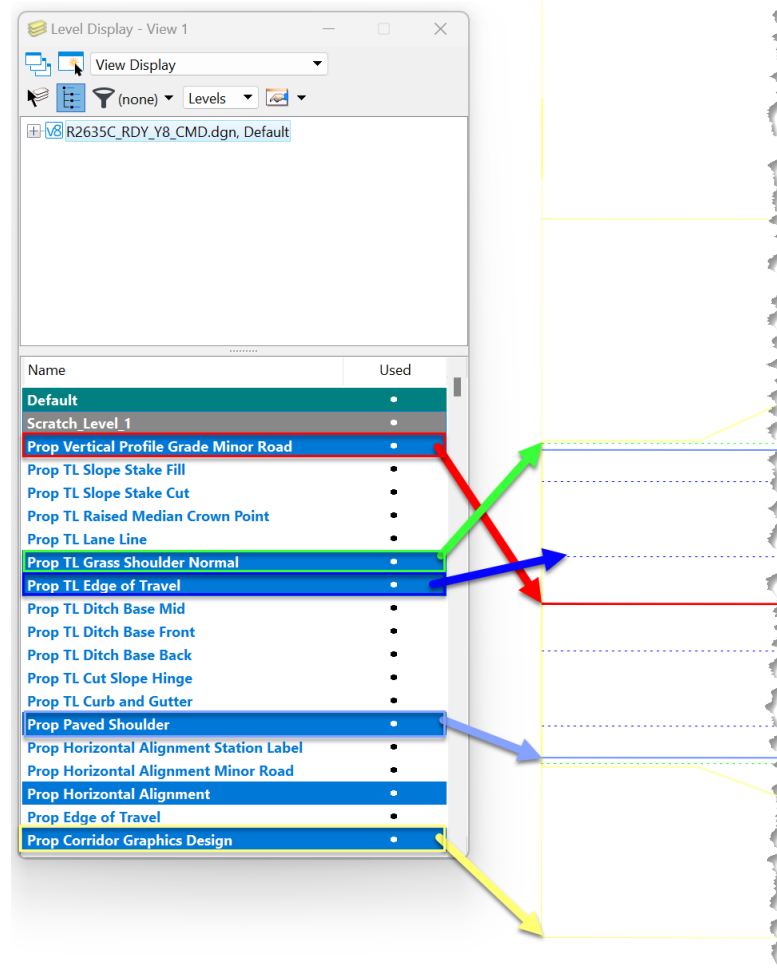 Level Display - View 1
View Display
(none) Levels
R2635C_RDY_Y8_CMD.dgn, Default
Name Used
Default
Scratch_Level_1
Prop Vertical Profile Grade Minor Road
Prop TL Slope Stake Fill
Prop TL Slope Stake Cut
Prop TL Raised Median Crown Point
Prop TL Lane Line
Prop TL Grass Shoulder Normal
Prop TL Edge of Travel
Prop TL Ditch Base Mid
Prop TL Ditch Base Front
Prop TL Ditch Base Back
Prop TL Cut Slope Hinge
Prop TL Curb and Gutter
Prop Paved Shoulder
Prop Horizontal Alignment Station Label
Prop Horizontal Alignment Minor Road
Prop Horizontal Alignment
Prop Edge of Travel
Prop Corridor Graphics Design